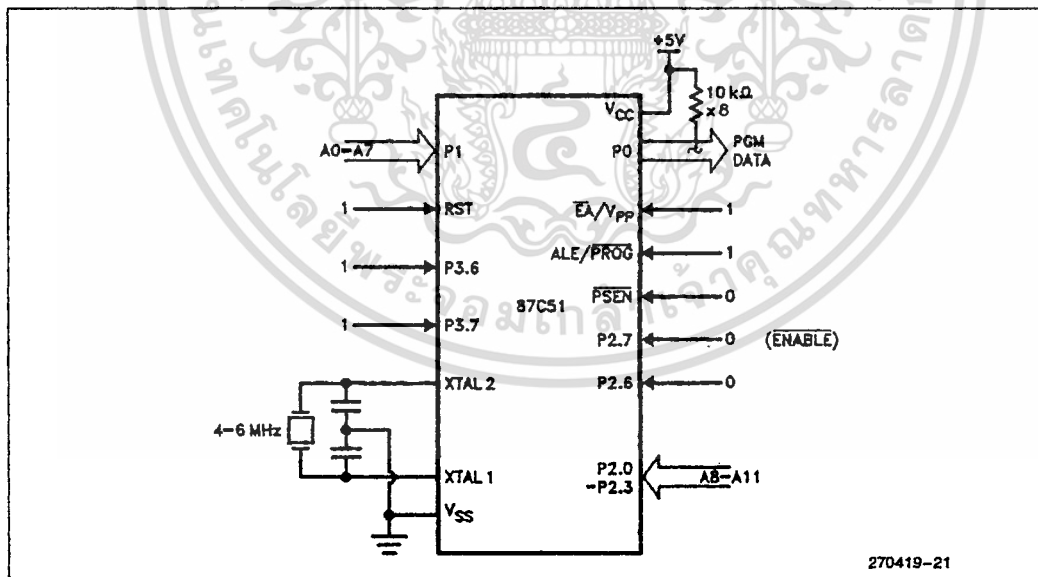 +5V
10 kΩ
x8
VCC
A0-A7
P1
P0
PGM
DATA
1
RST
EA/VPP
1
ALE/PROG
1
1
P3.6
87C51
PSEN
0
1
P3.7
P2.7
0
(ENABLE)
XTAL 2
P2.6
0
4-6 MHz
XTAL 1
P2.0
-P2.3
A8-A11
VSS
270419-21